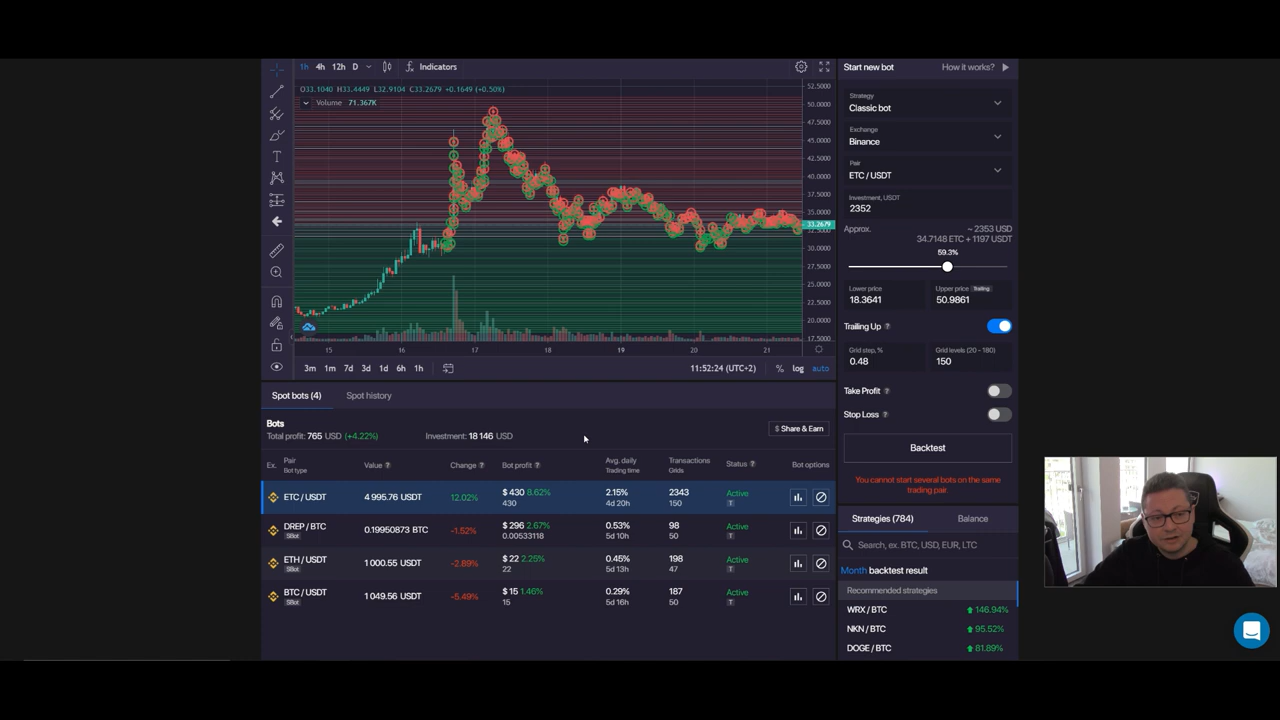 1h 4h 12h D Indicators
O33.1040 H33.4449 L32.9104 C33.2679 +0.1649 (+0.50%)
Volume 71.367K
52.5000
50.0000
47.5000
45.0000
42.5000
40.0000
37.5000
35.0000
33.2679
30.0000
27.5000
25.0000
22.5000
20.0000
17.5000
15 16 17 18 19 20 21
3m 1m 7d 3d 1d 6h 1h
11:52:24 (UTC+2) % log auto
Start new bot How it works?
Strategy
Classic bot
Exchange
Binance
Pair
ETC / USDT
Investment, USDT
2352
Approx. ~ 2353 USD
34.7148 ETC + 1197 USDT
59.3%
Lower price Upper price Trailing
18.3641 50.9861
Trailing Up ?
Grid step, % Grid levels (20 - 180)
0.48 150
Take Profit ?
Stop Loss ?
Backtest
You cannot start several bots on the same
trading pair.
Spot bots (4) Spot history
Bots
Total profit: 765 USD (+4.22%) Investment: 18 146 USD
$ Share & Earn
Ex. Pair Value ? Change ? Bot profit ? Avg. daily Transactions Status ? Bot options
Bot type Trading time Grids
ETC / USDT 4 995.76 USDT 12.02% $ 430 8.62% 2.15% 2343 Active
430 4d 20h 150 T
DREP / BTC 0.19950873 BTC -1.52% $ 296 2.67% 0.53% 98 Active
SBot 0.00533118 5d 10h 50 T
ETH / USDT 1 000.55 USDT -2.89% $ 22 2.25% 0.45% 198 Active
SBot 22 5d 13h 47 T
BTC / USDT 1 049.56 USDT -5.49% $ 15 1.46% 0.29% 187 Active
SBot 15 5d 16h 50 T
Strategies (784) Balance
Search, ex. BTC, USD, EUR, LTC
Month backtest result
Recommended strategies
WRX / BTC 146.94%
NKN / BTC 95.52%
DOGE / BTC 81.89%